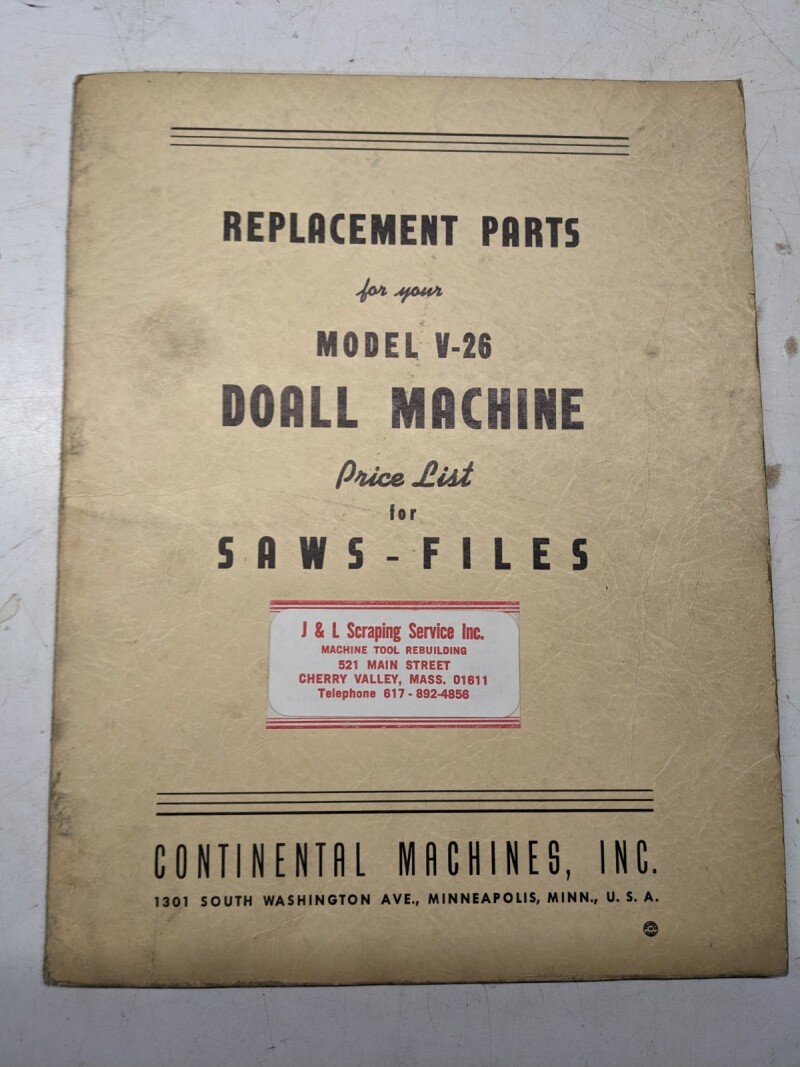 REPLACEMENT PARTS
for your
MODEL V-26
DOALL MACHINE
Price List
for
SAWS - FILES
J & L Scraping Service Inc.
MACHINE TOOL REBUILDING
521 MAIN STREET
CHERRY VALLEY, MASS. 01611
Telephone 617 - 892-4856
CONTINENTAL MACHINES, INC.
1301 SOUTH WASHINGTON AVE., MINNEAPOLIS, MINN., U. S. A.